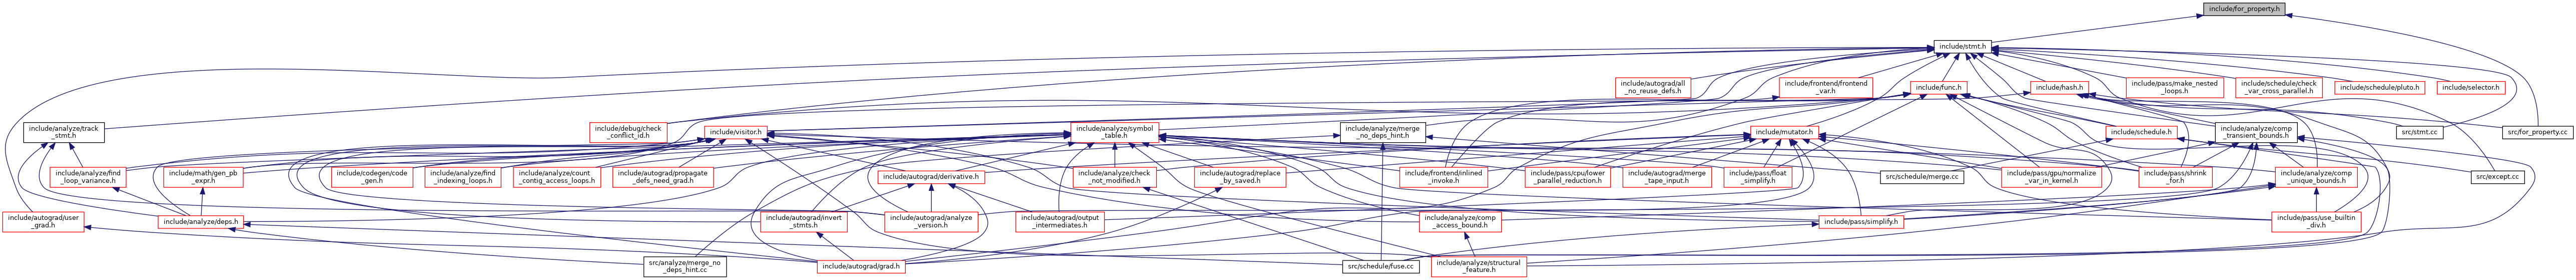 include/for_property.h
include/stmt.h
include/autograd/all
_no_reuse_defs.h
include/frontend/frontend
_var.h
include/func.h
include/hash.h
include/pass/make_nested
_loops.h
include/schedule/check
_var_cross_parallel.h
include/schedule/pluto.h
include/selector.h
include/analyze/track
_stmt.h
include/debug/check
_conflict_id.h
include/visitor.h
include/analyze/symbol
_table.h
include/analyze/merge
_no_deps_hint.h
include/mutator.h
include/schedule.h
include/analyze/comp
_transient_bounds.h
src/stmt.cc
src/for_property.cc
include/analyze/find
_loop_variance.h
include/math/gen_pb
_expr.h
include/codegen/code
_gen.h
include/analyze/find
_indexing_loops.h
include/analyze/count
_contig_access_loops.h
include/autograd/propagate
_defs_need_grad.h
include/autograd/derivative.h
include/analyze/check
_not_modified.h
include/autograd/replace
_by_saved.h
include/frontend/inlined
_invoke.h
include/pass/cpu/lower
_parallel_reduction.h
include/autograd/merge
_tape_input.h
include/pass/float
_simplify.h
src/schedule/merge.cc
include/pass/gpu/normalize
_var_in_kernel.h
include/pass/shrink
_for.h
include/analyze/comp
_unique_bounds.h
src/except.cc
include/autograd/user
_grad.h
include/analyze/deps.h
include/autograd/invert
_stmts.h
include/autograd/analyze
_version.h
include/autograd/output
_intermediates.h
include/analyze/comp
_access_bound.h
include/pass/simplify.h
include/pass/use_builtin
_div.h
src/analyze/merge_no
_deps_hint.cc
include/autograd/grad.h
src/schedule/fuse.cc
include/analyze/structural
_feature.h